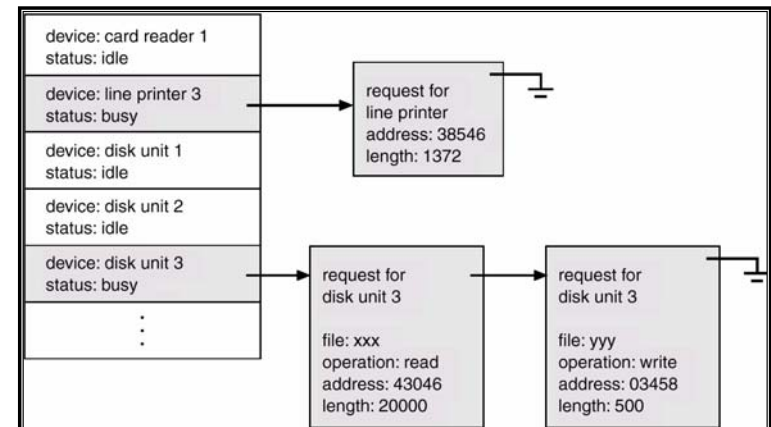 device: card reader 1
status: idle
device: line printer 3
status: busy
device: disk unit 1
status: idle
device: disk unit 2
status: idle
device: disk unit 3
status: busy
request for
line printer
address: 38546
length: 1372
request for
disk unit 3
file: xxx
operation: read
address: 43046
length: 20000
request for
disk unit 3
file: yyy
operation: write
address: 03458
length: 500